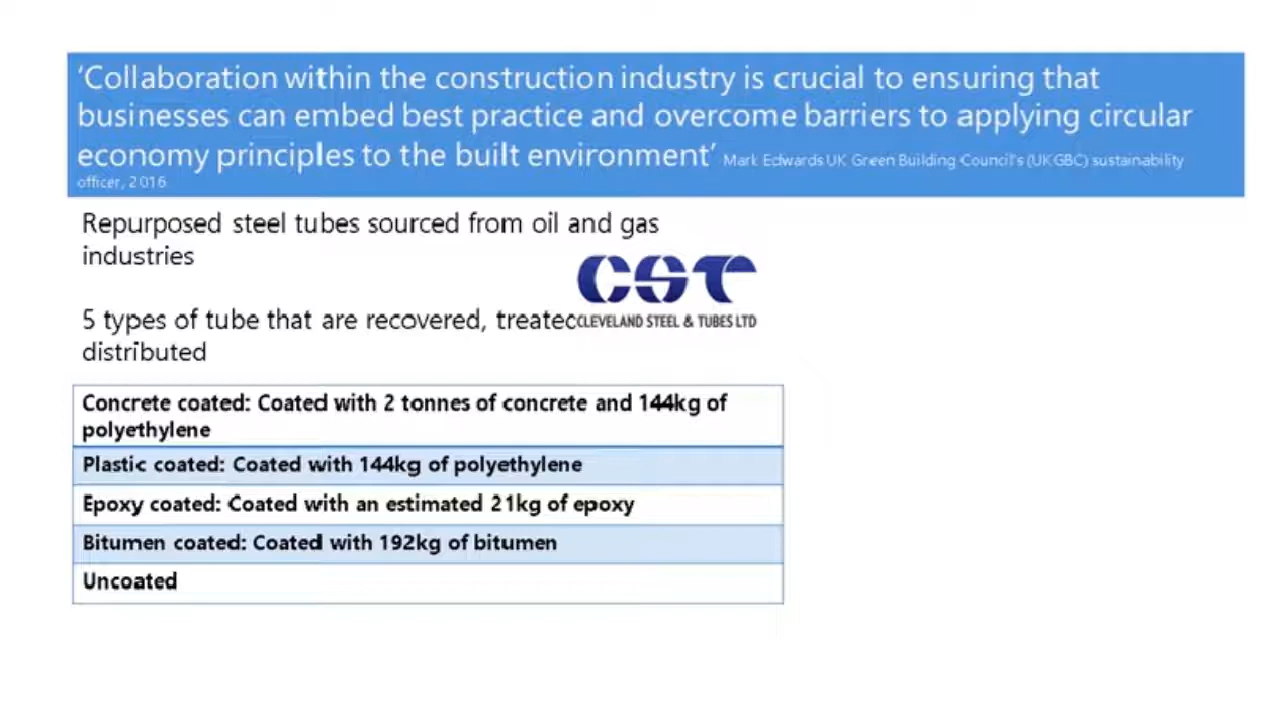 ‘Collaboration within the construction industry is crucial to ensuring that
businesses can embed best practice and overcome barriers to applying circular
economy principles to the built environment’ Mark Edwards UK Green Building Council's (UKGBC) sustainability
officer, 2016
Repurposed steel tubes sourced from oil and gas
industries
CST
5 types of tube that are recovered, treated
CLEVELAND STEEL & TUBES LTD
distributed
Concrete coated: Coated with 2 tonnes of concrete and 144kg of
polyethylene
Plastic coated: Coated with 144kg of polyethylene
Epoxy coated: Coated with an estimated 21kg of epoxy
Bitumen coated: Coated with 192kg of bitumen
Uncoated